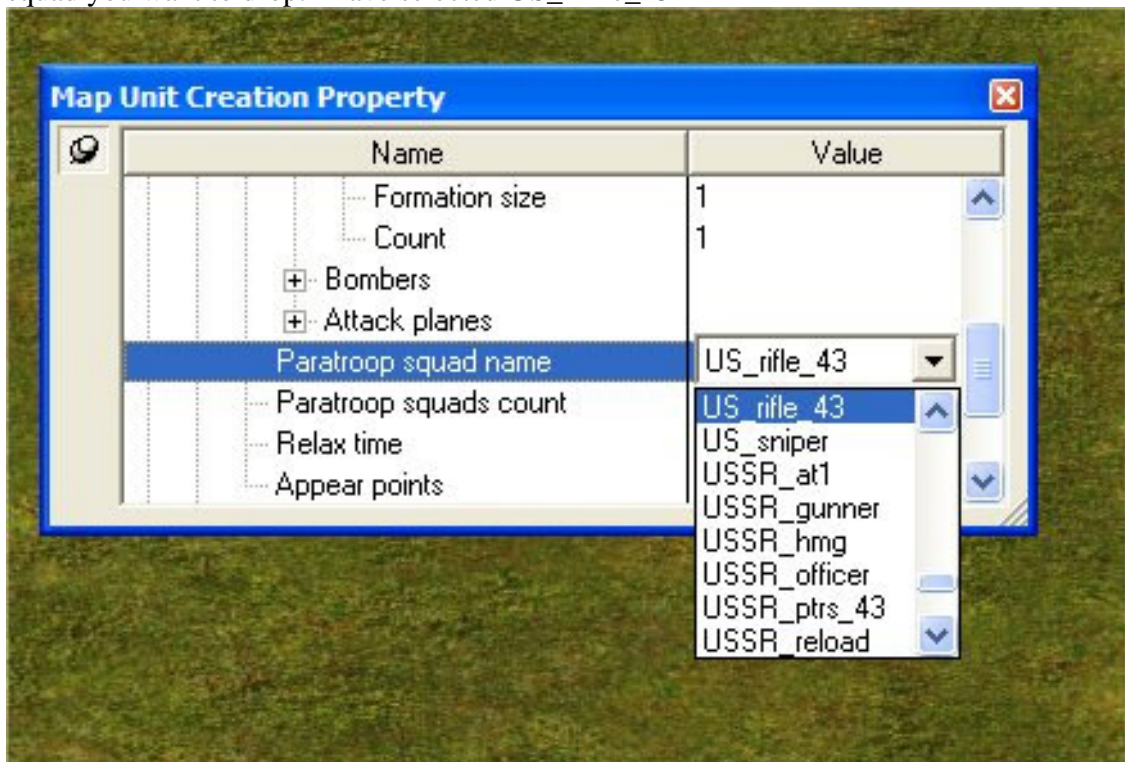 Map Unit Creation Property
Name Value
Formation size 1
Count 1
Bombers
Attack planes
Paratroop squad name US_rifle_43
Paratroop squads count
Relax time
Appear points
US_rifle_43
US_sniper
USSR_at1
USSR_gunner
USSR_hmg
USSR_officer
USSR_ptrs_43
USSR_reload